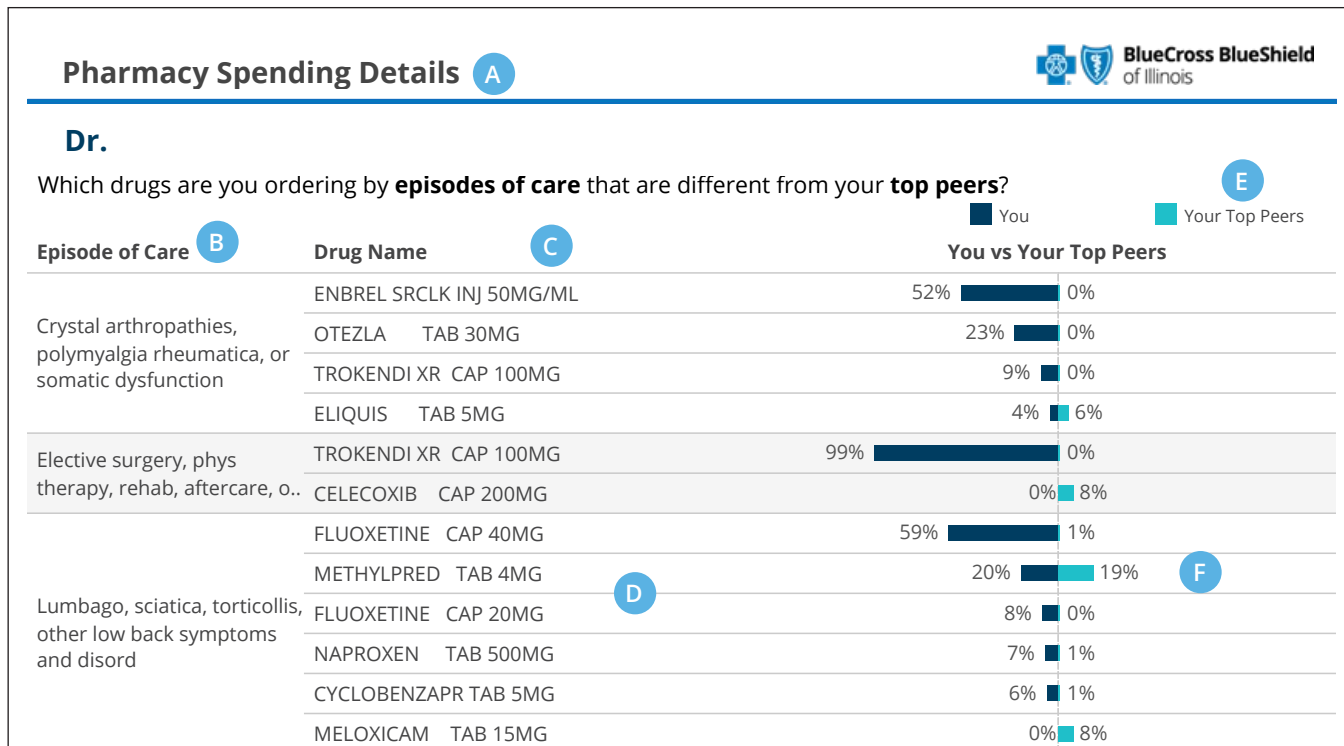 Pharmacy Spending Details A
BlueCross BlueShield
of Illinois
Dr.
Which drugs are you ordering by episodes of care that are different from your top peers?
E
You Your Top Peers
Episode of Care B Drug Name C You vs Your Top Peers
Crystal arthropathies,
polymyalgia rheumatica, or
somatic dysfunction
ENBREL SRCLK INJ 50MG/ML 52% 0%
OTEZLA TAB 30MG 23% 0%
TROKENDI XR CAP 100MG 9% 0%
ELIQUIS TAB 5MG 4% 6%
Elective surgery, phys
therapy, rehab, aftercare, o..
TROKENDI XR CAP 100MG 99% 0%
CELECOXIB CAP 200MG 0% 8%
Lumbago, sciatica, torticollis,
other low back symptoms
and disord
FLUOXETINE CAP 40MG 59% 1%
METHYLPRED TAB 4MG 20% 19% F
D
FLUOXETINE CAP 20MG 8% 0%
NAPROXEN TAB 500MG 7% 1%
CYCLOBENZAPR TAB 5MG 6% 1%
MELOXICAM TAB 15MG 0% 8%